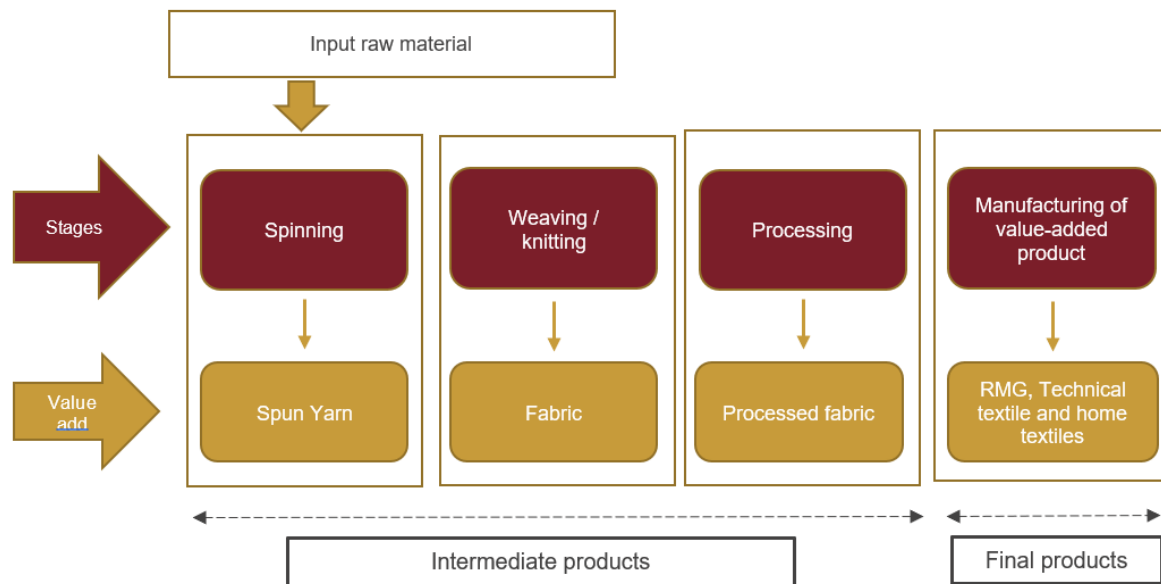 Input raw material
Stages
Spinning
Weaving /
knitting
Processing
Manufacturing of
value-added
product
Value
add
Spun Yarn
Fabric
Processed fabric
RMG, Technical
textile and home
textiles
Intermediate products
Final products